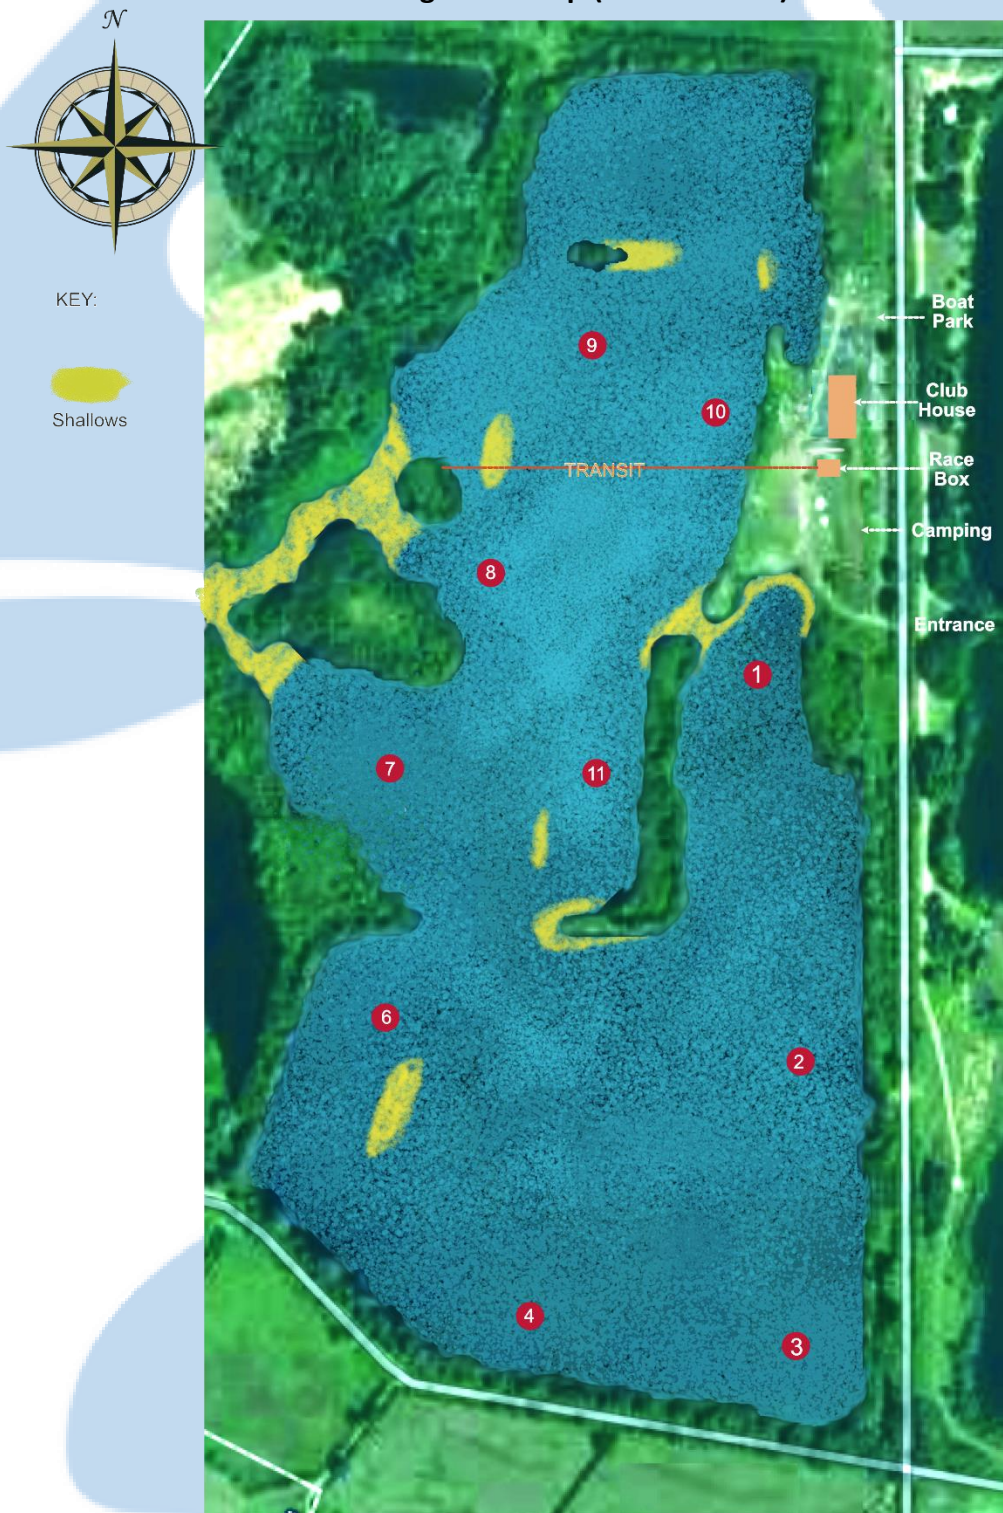 N
KEY:
Shallows
9
10
TRANSIT
8
1
7
11
6
2
4
3
Boat
Park
Club
House
Race
Box
Camping
Entrance